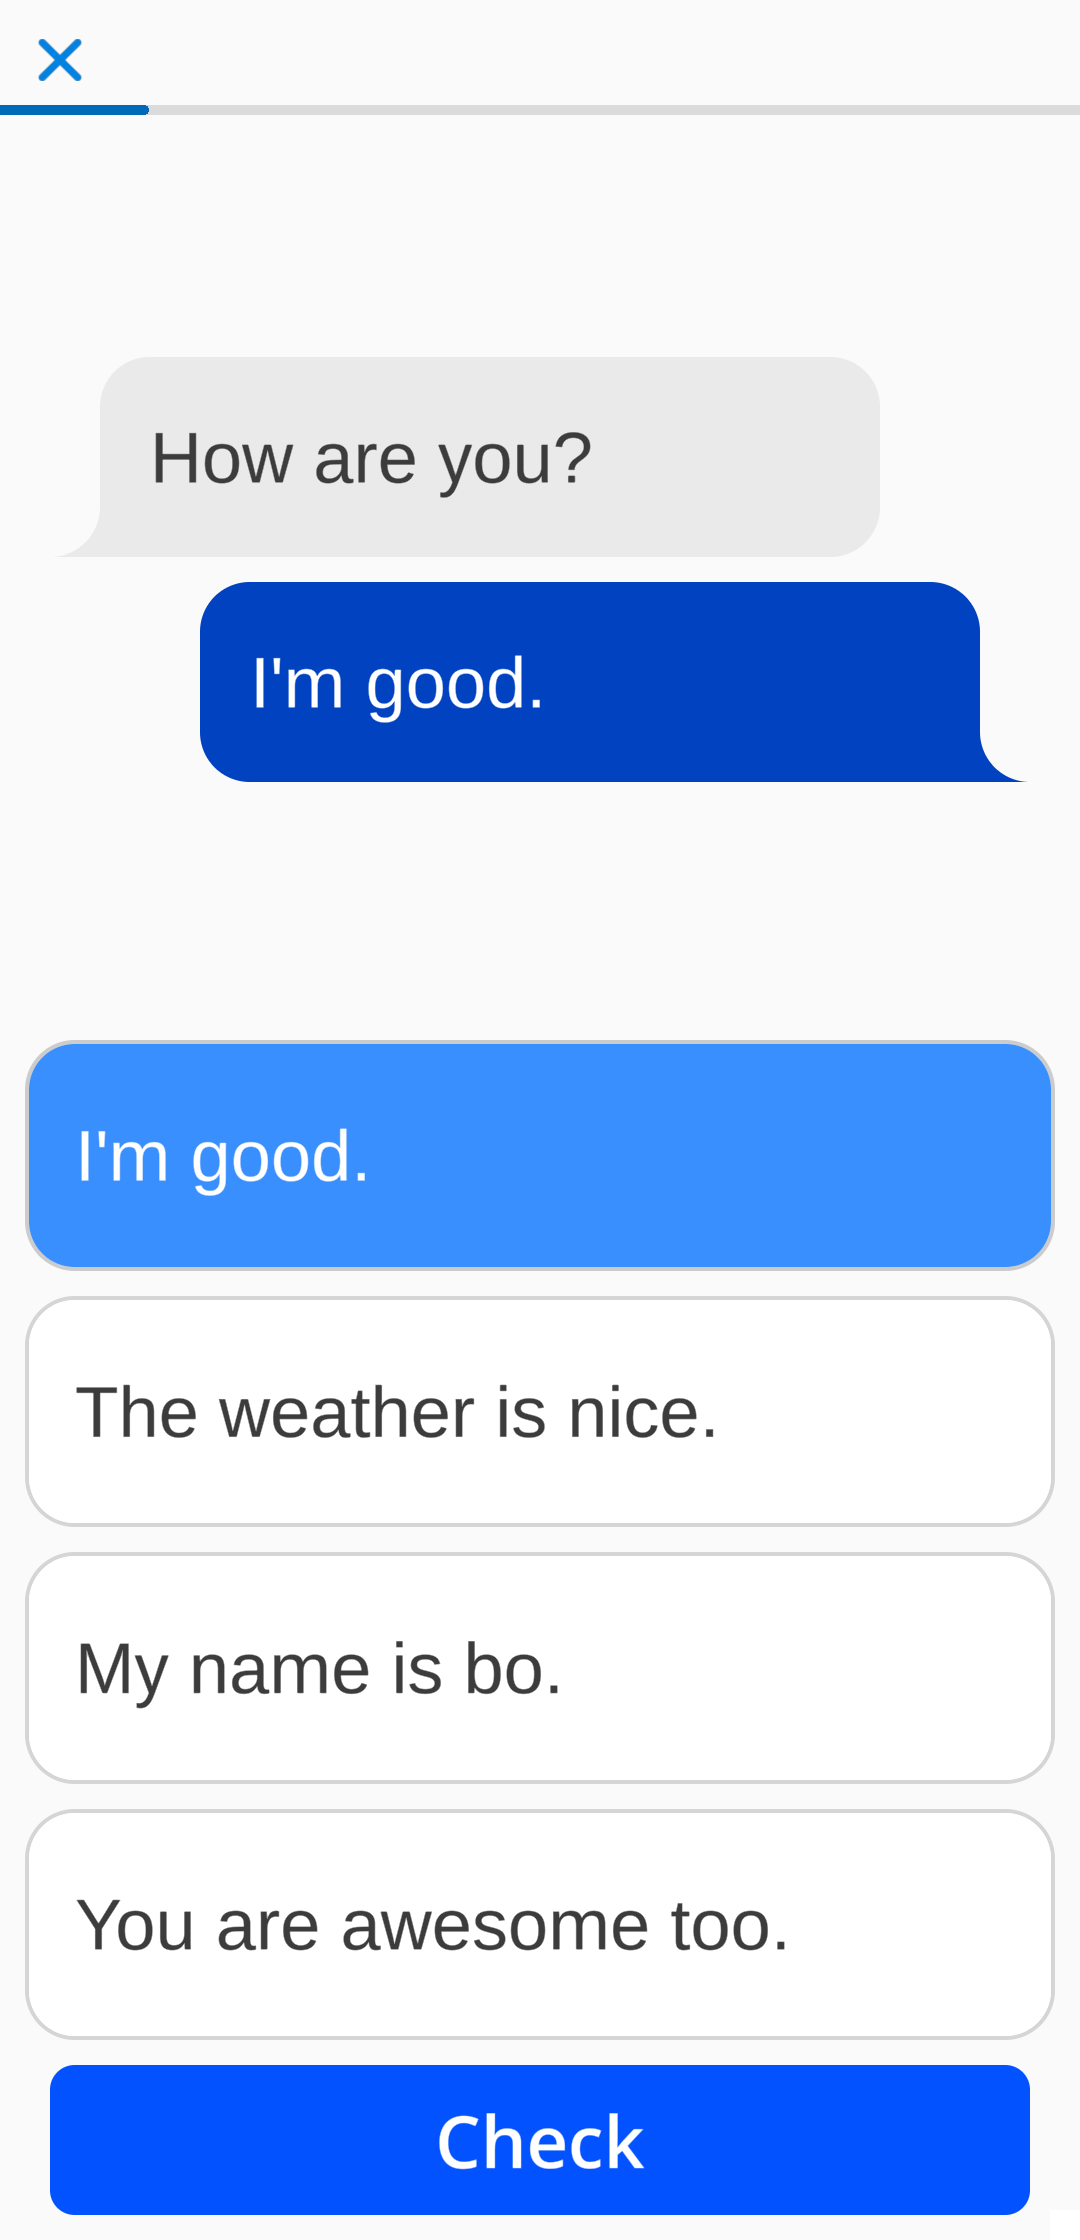 How are you?
I'm good.
I'm good.
The weather is nice.
My name is bo.
You are awesome too.
Check